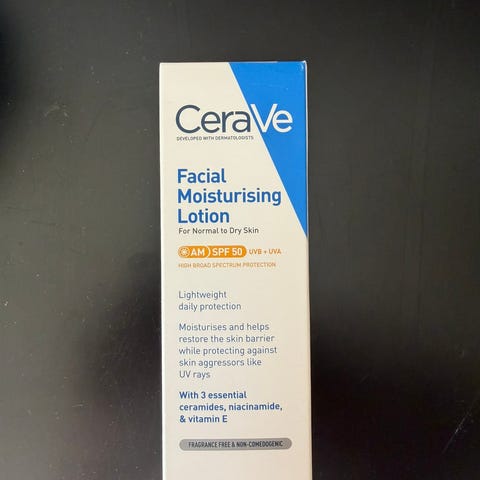 CeraVe
DEVELOPED WITH DERMATOLOGISTS
Facial
Moisturising
Lotion
For Normal to Dry Skin
AM SPF 50 UVB + UVA
HIGH BROAD SPECTRUM PROTECTION
Lightweight
daily protection
Moisturises and helps
restore the skin barrier
while protecting against
skin aggressors like
UV rays
With 3 essential
ceramides, niacinamide,
& vitamin E
FRAGRANCE FREE & NON-COMEDOGENIC